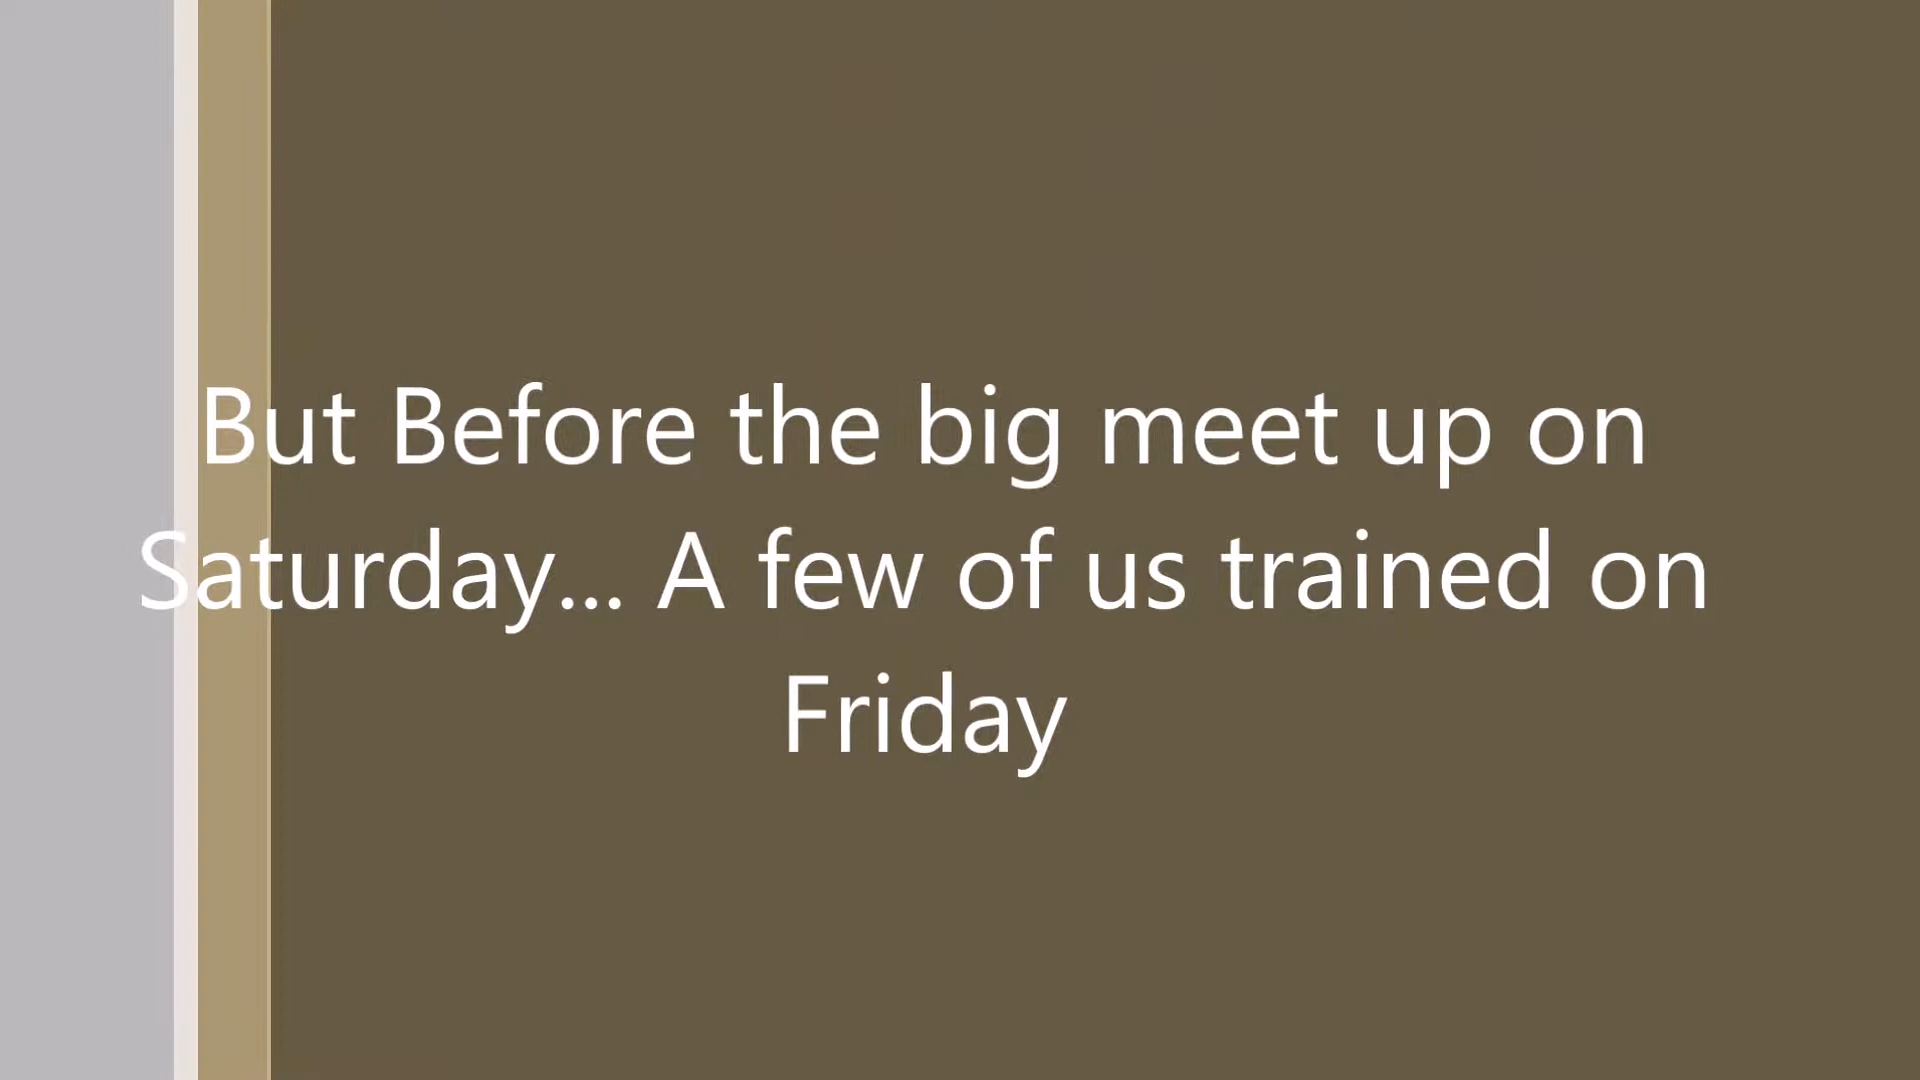 But Before the big meet up on
Saturday... A few of us trained on
Friday